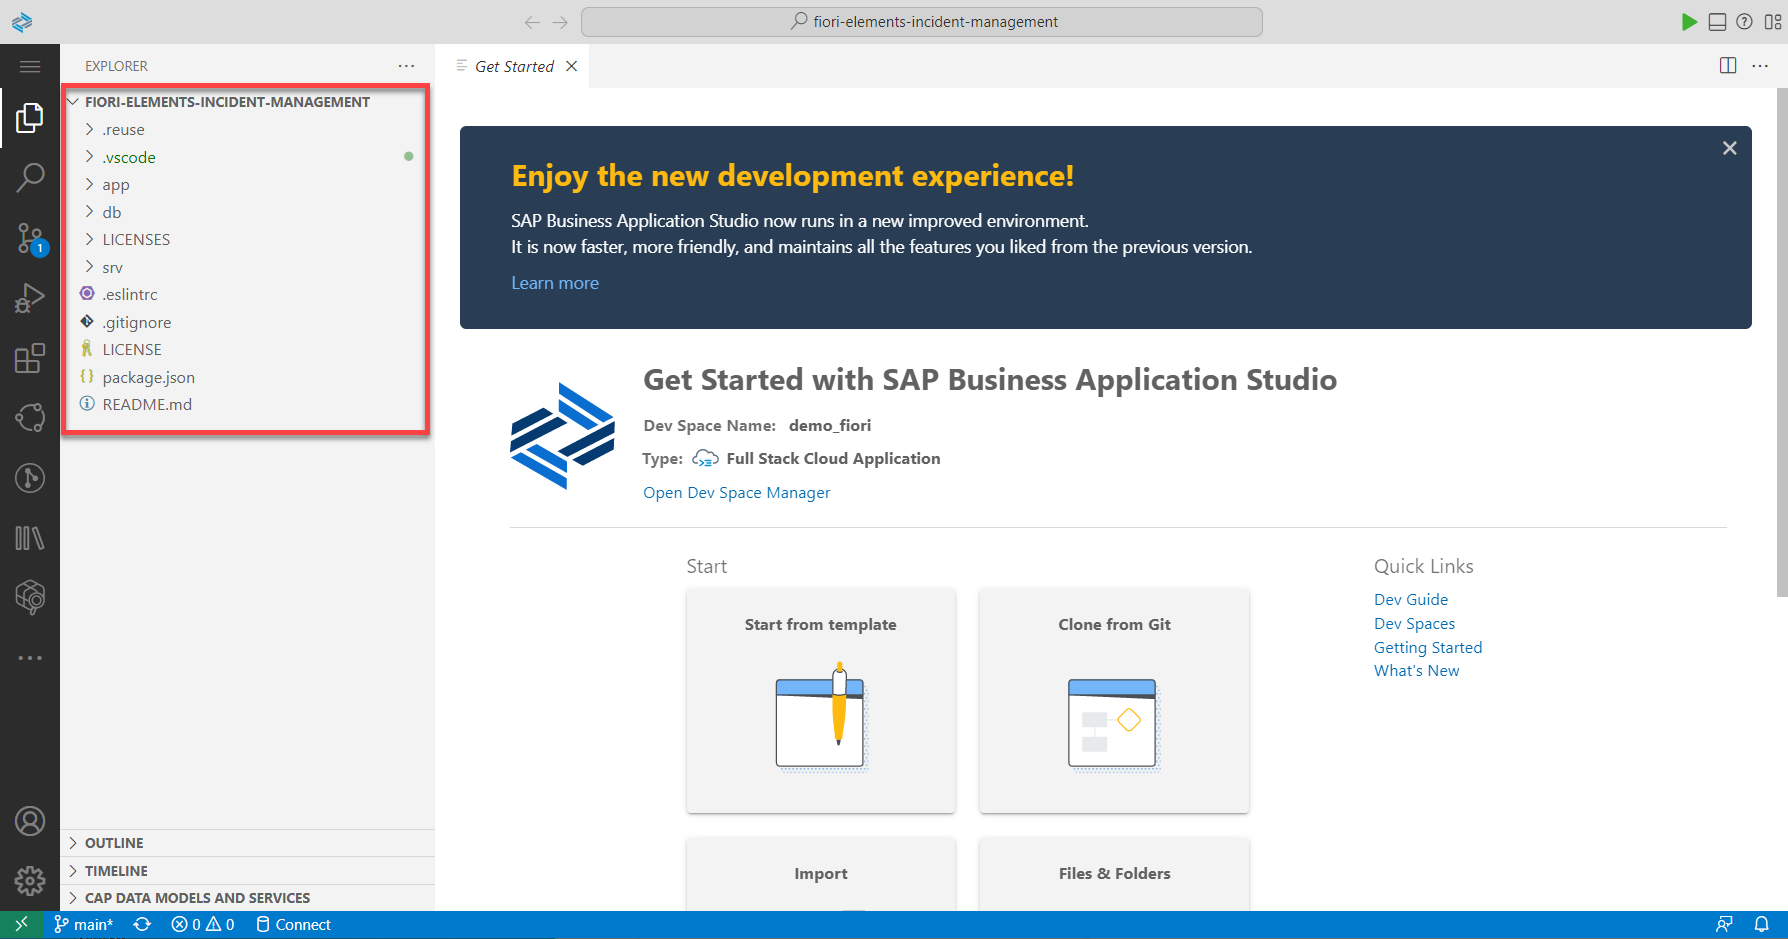 fiori-elements-incident-management
EXPLORER
Get Started
FIORI-ELEMENTS-INCIDENT-MANAGEMENT
.reuse
.vscode
app
db
LICENSES
srv
.eslintrc
.gitignore
LICENSE
package.json
README.md
1
OUTLINE
TIMELINE
CAP DATA MODELS AND SERVICES
Enjoy the new development experience!
SAP Business Application Studio now runs in a new improved environment.
It is now faster, more friendly, and maintains all the features you liked from the previous version.
Learn more
Get Started with SAP Business Application Studio
Dev Space Name: demo_fiori
Type: Full Stack Cloud Application
Open Dev Space Manager
Start
Start from template
Clone from Git
Import
Files & Folders
Quick Links
Dev Guide
Dev Spaces
Getting Started
What's New
main* 0 0 Connect